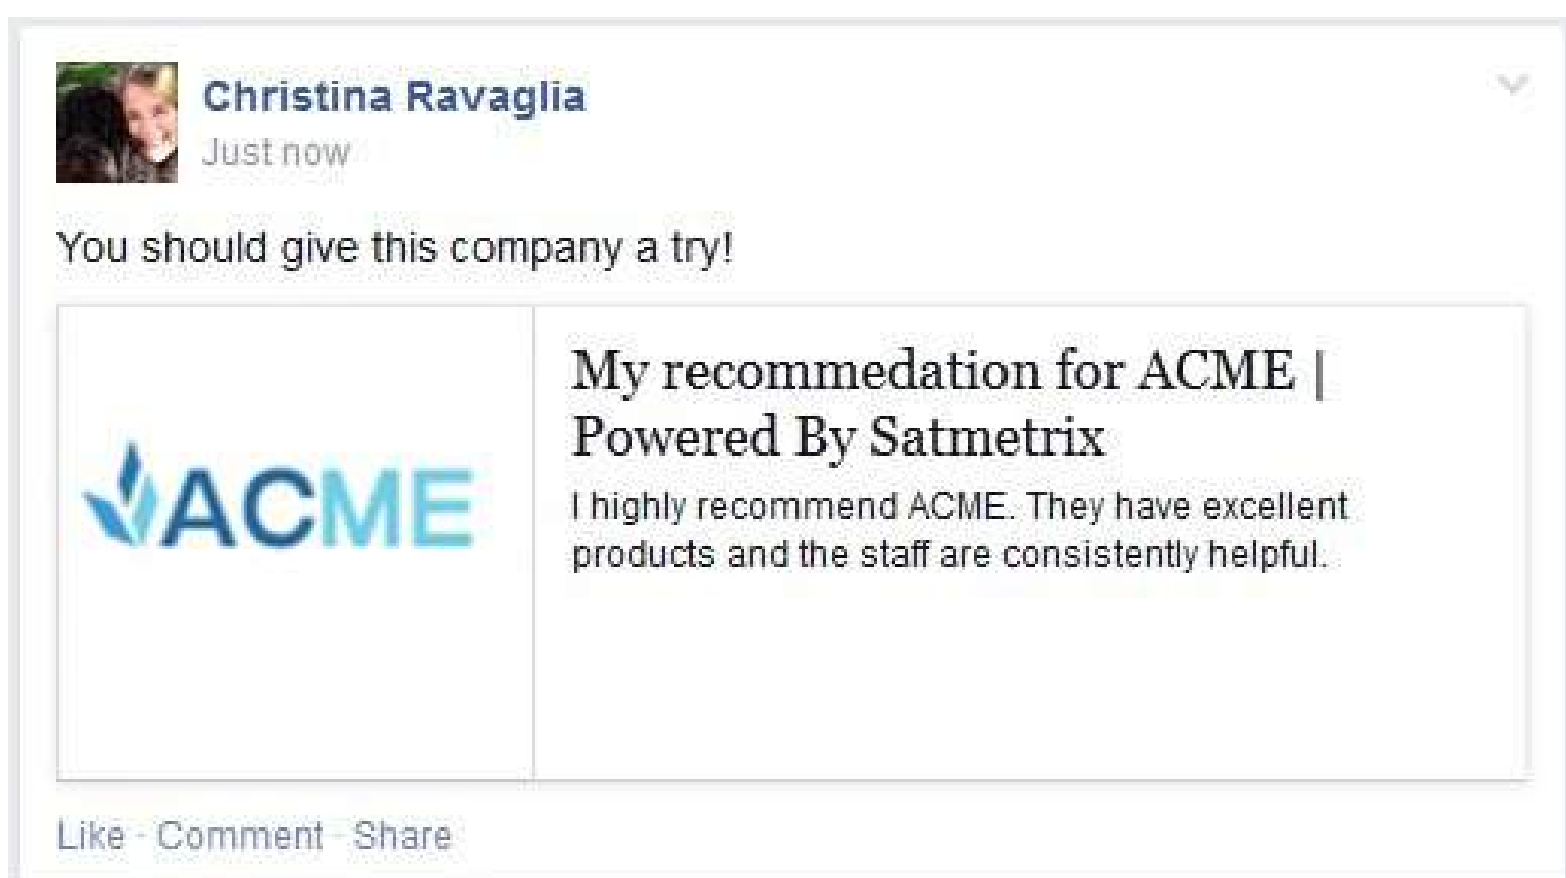 Christina Ravaglia
Just now
You should give this company a try!
ACME
My recommedation for ACME |
Powered By Satmetrix
I highly recommend ACME. They have excellent
products and the staff are consistently helpful.
Like · Comment · Share